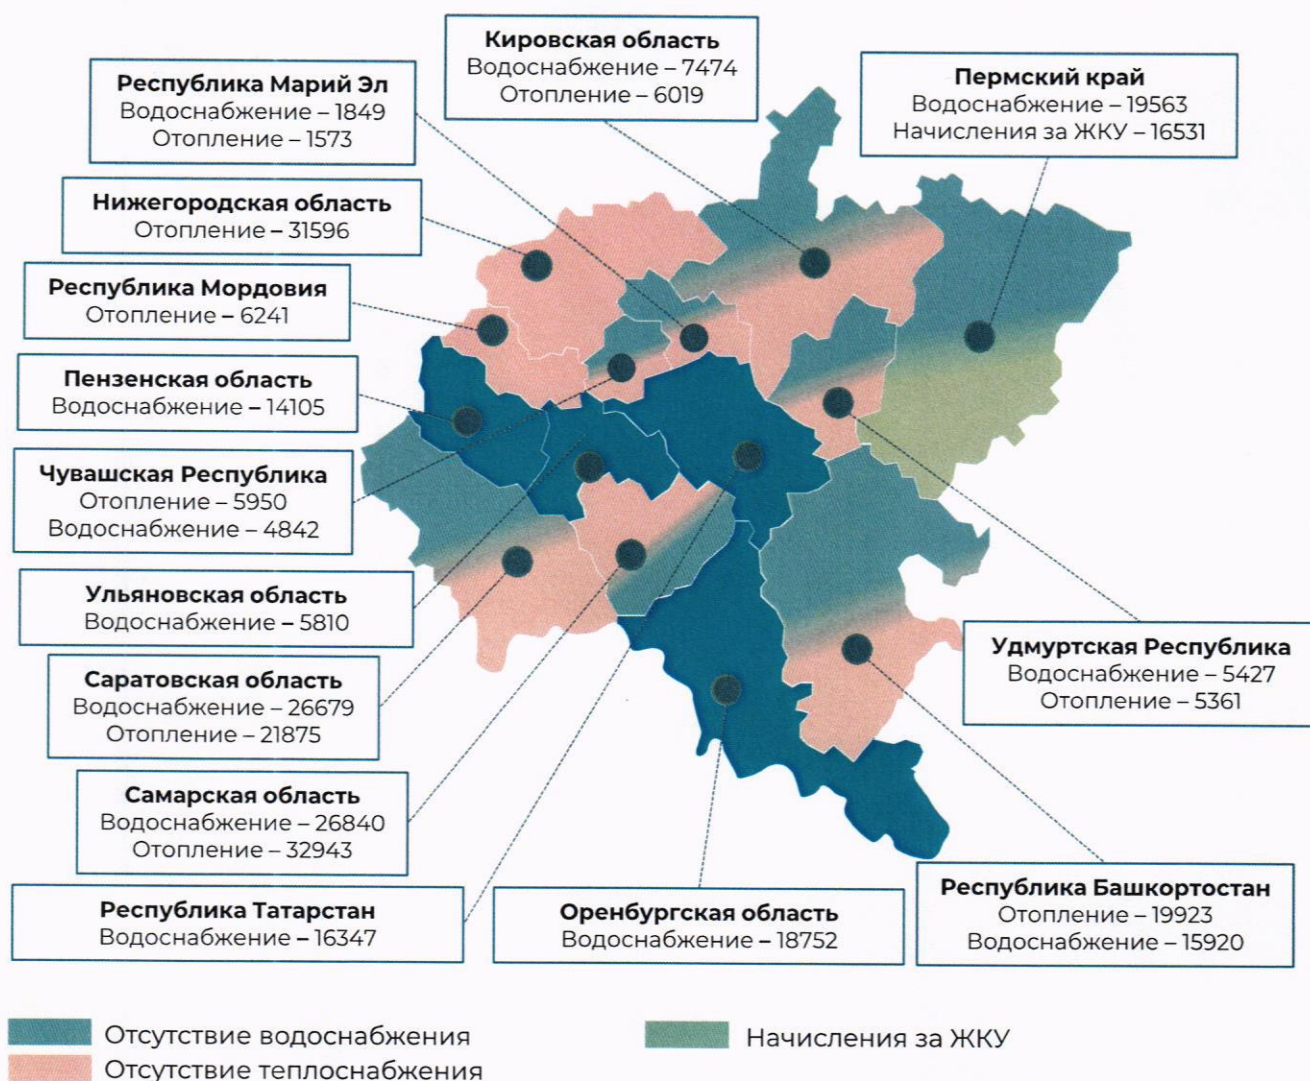 Кировская область
Водоснабжение – 7474
Отопление – 6019
Республика Марий Эл
Водоснабжение – 1849
Отопление – 1573
Пермский край
Водоснабжение – 19563
Начисления за ЖКУ – 16531
Нижегородская область
Отопление – 31596
Республика Мордовия
Отопление – 6241
Пензенская область
Водоснабжение – 14105
Чувашская Республика
Отопление – 5950
Водоснабжение – 4842
Ульяновская область
Водоснабжение – 5810
Удмуртская Республика
Водоснабжение – 5427
Отопление – 5361
Саратовская область
Водоснабжение – 26679
Отопление – 21875
Самарская область
Водоснабжение – 26840
Отопление – 32943
Республика Татарстан
Водоснабжение – 16347
Оренбургская область
Водоснабжение – 18752
Республика Башкортостан
Отопление – 19923
Водоснабжение – 15920
Отсутствие водоснабжения
Начисления за ЖКУ
Отсутствие теплоснабжения